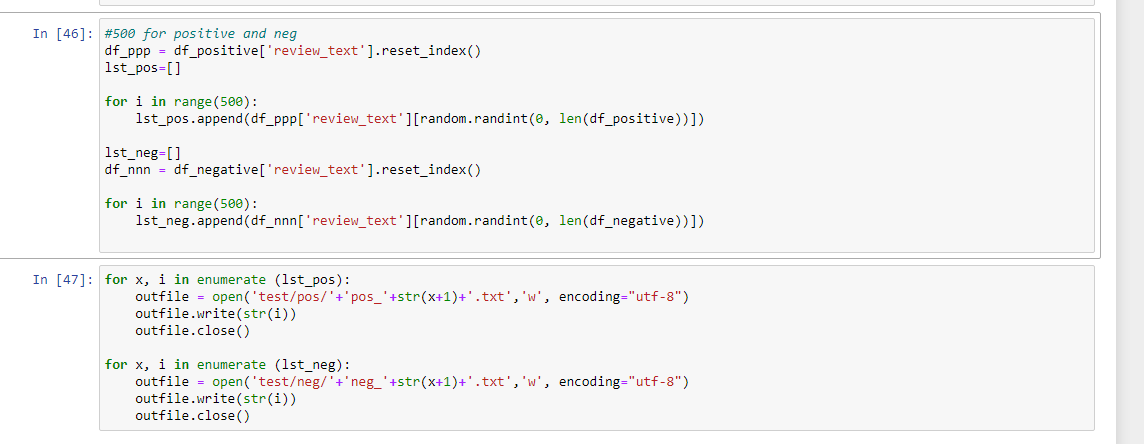 In [46]: #500 for positive and neg
df_ppp = df_positive['review_text'].reset_index()
lst_pos=[]
for i in range(500):
    lst_pos.append(df_ppp['review_text'][random.randint(0, len(df_positive))])
lst_neg=[]
df_nnn = df_negative['review_text'].reset_index()
for i in range(500):
    lst_neg.append(df_nnn['review_text'][random.randint(0, len(df_negative))])
In [47]: for x, i in enumerate (lst_pos):
    outfile = open('test/pos/'+'pos_'+str(x+1)+'.txt','w', encoding="utf-8")
    outfile.write(str(i))
    outfile.close()
for x, i in enumerate (lst_neg):
    outfile = open('test/neg/'+'neg_'+str(x+1)+'.txt','w', encoding="utf-8")
    outfile.write(str(i))
    outfile.close()